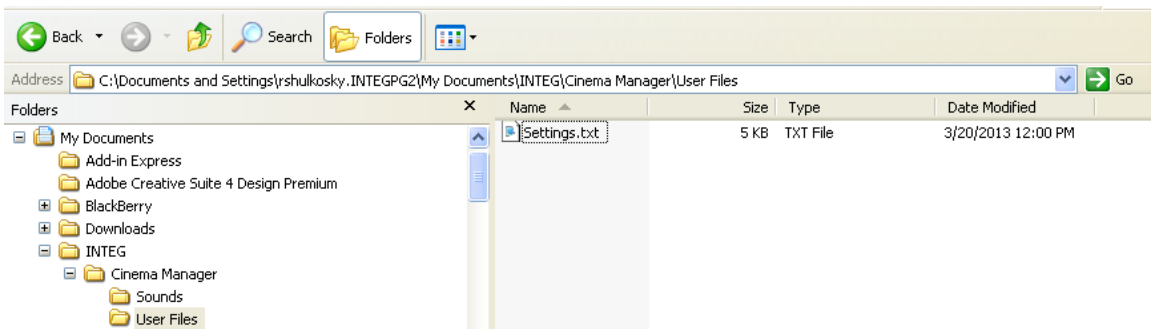 Back Search Folders
Address C:\Documents and Settings\rshulkosky.INTEGPG2\My Documents\INTEG\Cinema Manager\User Files Go
Folders x Name Size Type Date Modified
My Documents Settings.txt 5 KB TXT File 3/20/2013 12:00 PM
Add-in Express
Adobe Creative Suite 4 Design Premium
BlackBerry
Downloads
INTEG
Cinema Manager
Sounds
User Files